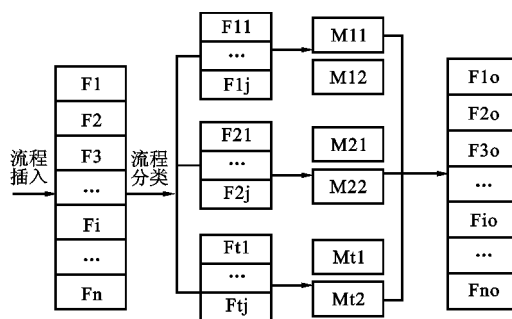 流程
插入
F1
F2
F3
...
Fi
...
Fn
流程
分类
F11
...
F1j
F21
...
F2j
Ft1
...
Ftj
M11
M12
M21
M22
Mt1
Mt2
F1o
F2o
F3o
...
Fio
...
Fno